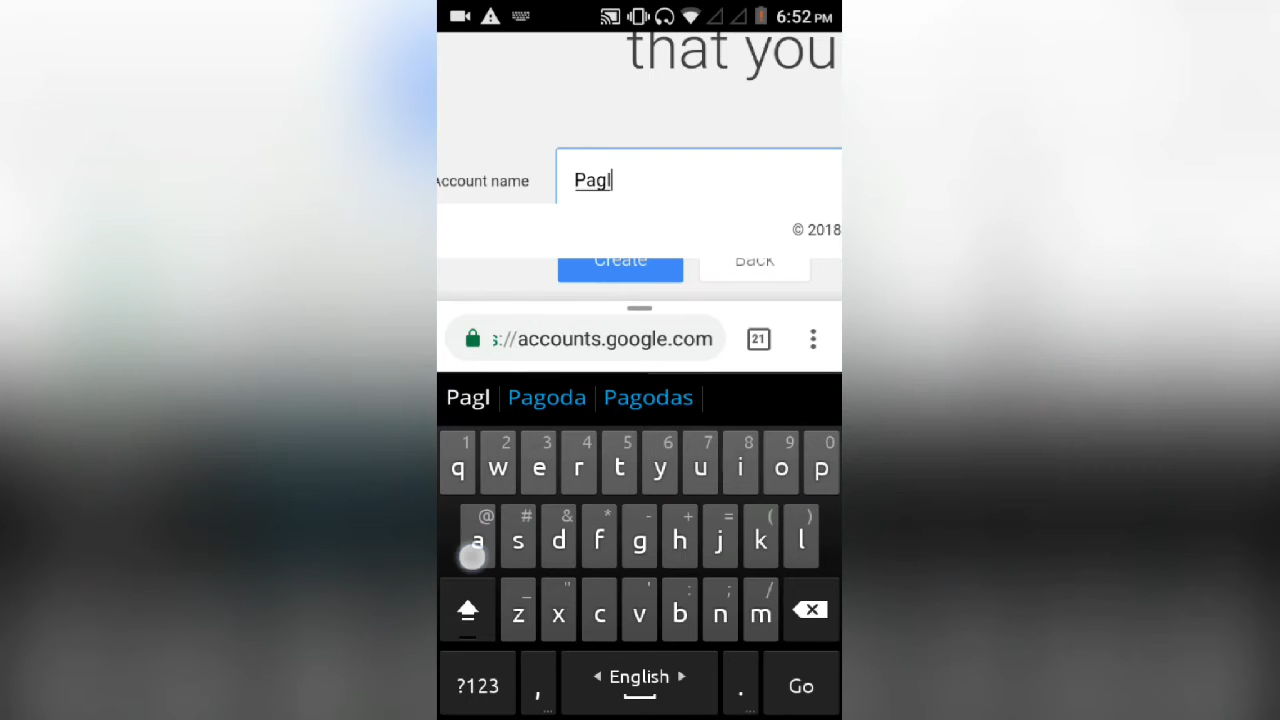 6:52 PM
that you
Account name
Pagl
© 2018
Create
Back
s://accounts.google.com
21
Pagl
Pagoda
Pagodas
1 2 3 4 5 6 7 8 9 0
q w e r t y u i o p
@ # & * - + = ( )
a s d f g h j k l
_ " ' : ; /
z x c v b n m
?123 , English . Go